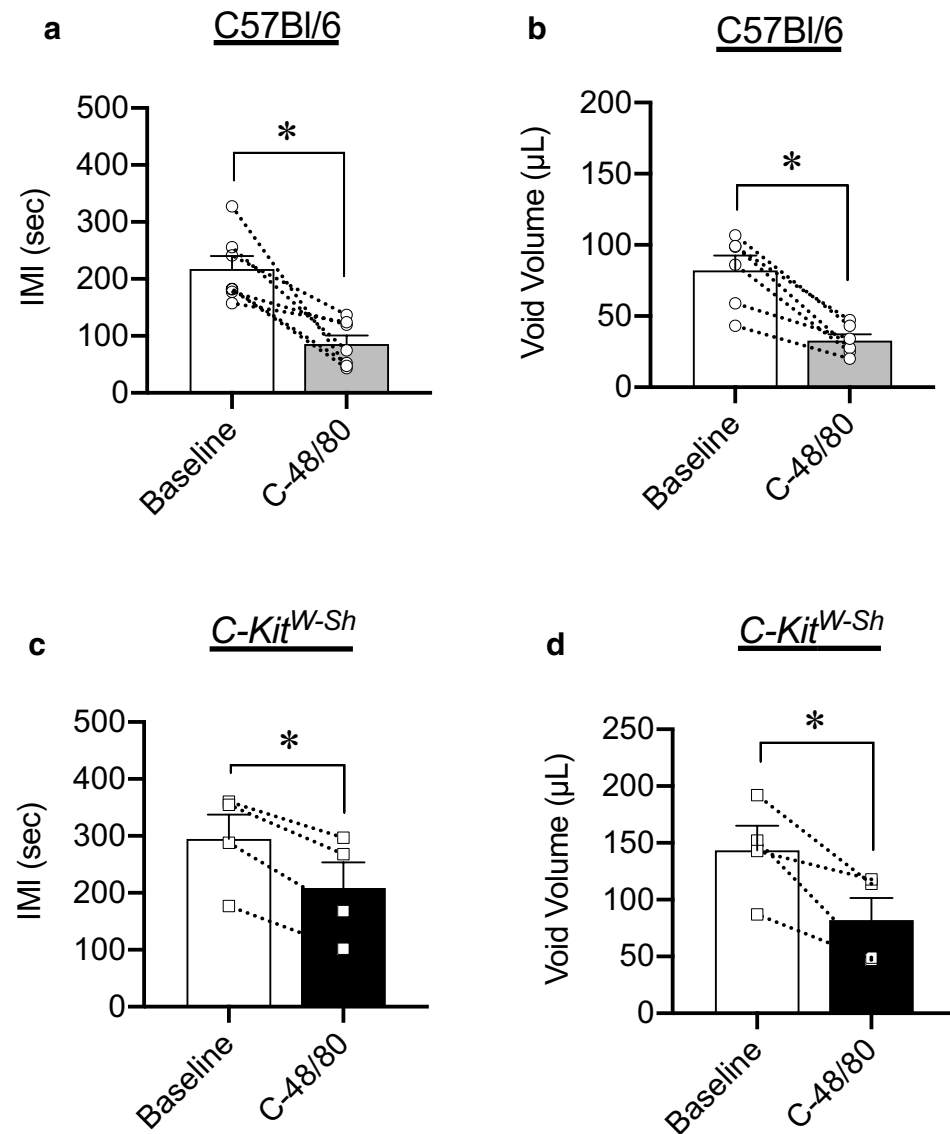 a
C57Bl/6
IMI (sec)
500
400
300
200
100
0
*
Baseline
C-48/80
b
C57Bl/6
Void Volume (µL)
200
150
100
50
0
*
Baseline
C-48/80
c
C-Kit^W-Sh
IMI (sec)
500
400
300
200
100
0
*
Baseline
C-48/80
d
C-Kit^W-Sh
Void Volume (µL)
250
200
150
100
50
0
*
Baseline
C-48/80